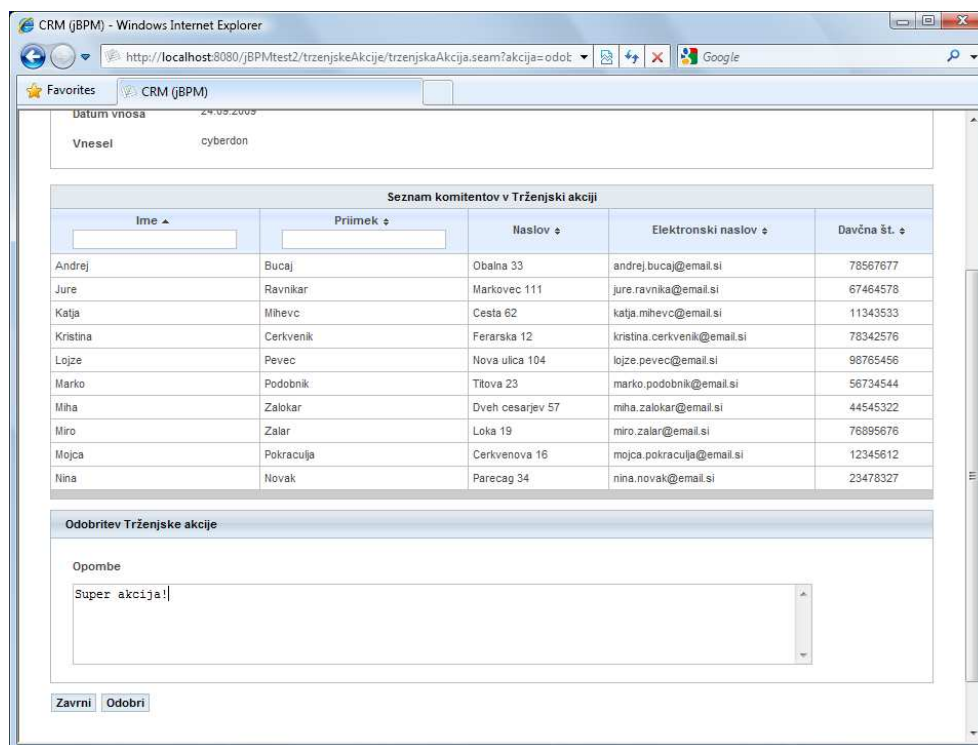 CRM (jBPM) - Windows Internet Explorer
http://localhost:8080/jBPMtest2/trzenjskeAkcije/trzenjskaAkcija.seam?akcija=odot
Google
Favorites CRM (jBPM)
Datum vnosa 24.09.2009
Vnesel cyberdon
Seznam komitentov v Trženjski akciji
Ime Priimek Naslov Elektronski naslov Davčna št.
Andrej Bucaj Obalna 33 andrej.bucaj@email.si 78567677
Jure Ravnikar Markovec 111 jure.ravnika@email.si 67464578
Katja Mihevc Cesta 62 katja.mihevc@email.si 11343533
Kristina Cerkvenik Ferarska 12 kristina.cerkvenik@email.si 78342576
Lojze Pevec Nova ulica 104 lojze.pevec@email.si 98765456
Marko Podobnik Titova 23 marko.podobnik@email.si 56734544
Miha Zalokar Dveh cesarjev 57 miha.zalokar@email.si 44545322
Miro Zalar Loka 19 miro.zalar@email.si 76895676
Mojca Pokraculja Cerkvenova 16 mojca.pokraculja@email.si 12345612
Nina Novak Parecag 34 nina.novak@email.si 23478327
Odobritev Trženjske akcije
Opombe
Super akcija!
Zavrni Odobri